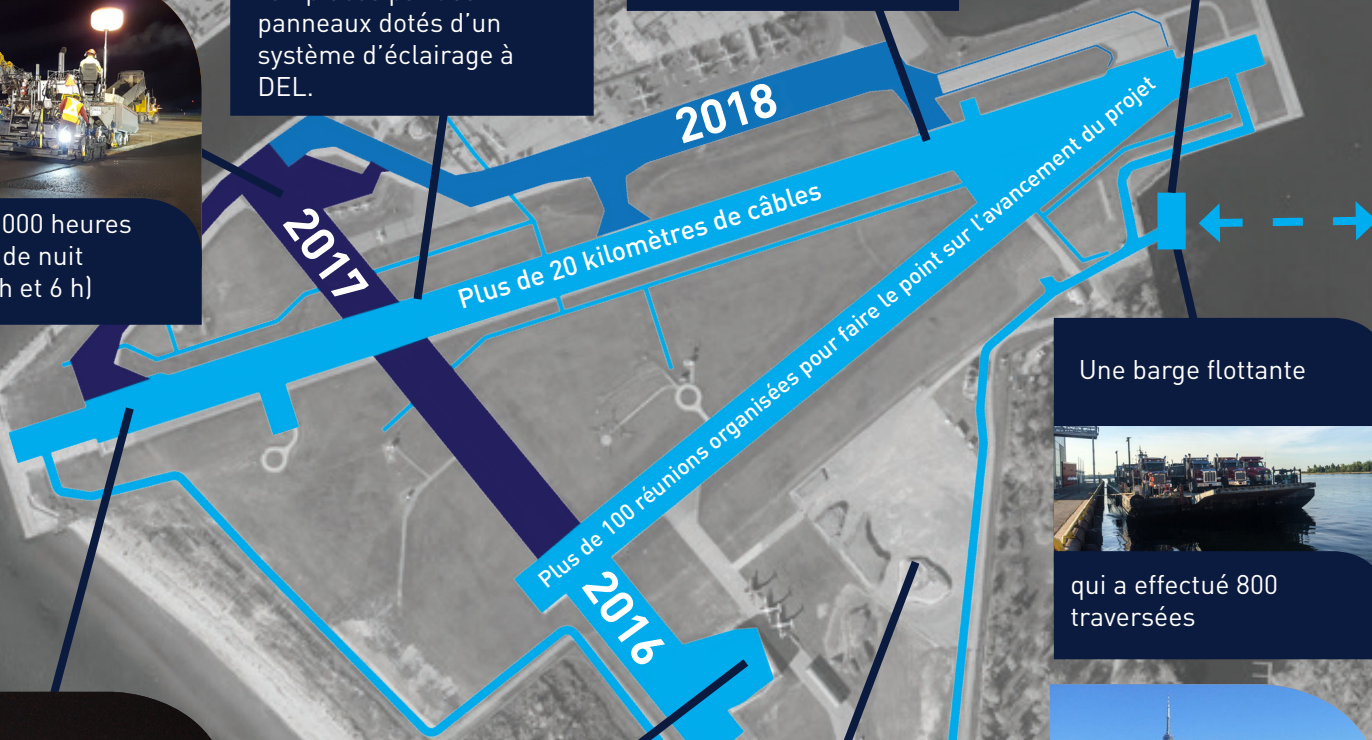 panneaux dotés d'un
système d'éclairage à
DEL.
2018
000 heures
de nuit
h et 6 h)
2017
Plus de 20 kilomètres de câbles
Plus de 100 réunions organisées pour faire le point sur l'avancement du projet
2016
Une barge flottante
qui a effectué 800
traversées